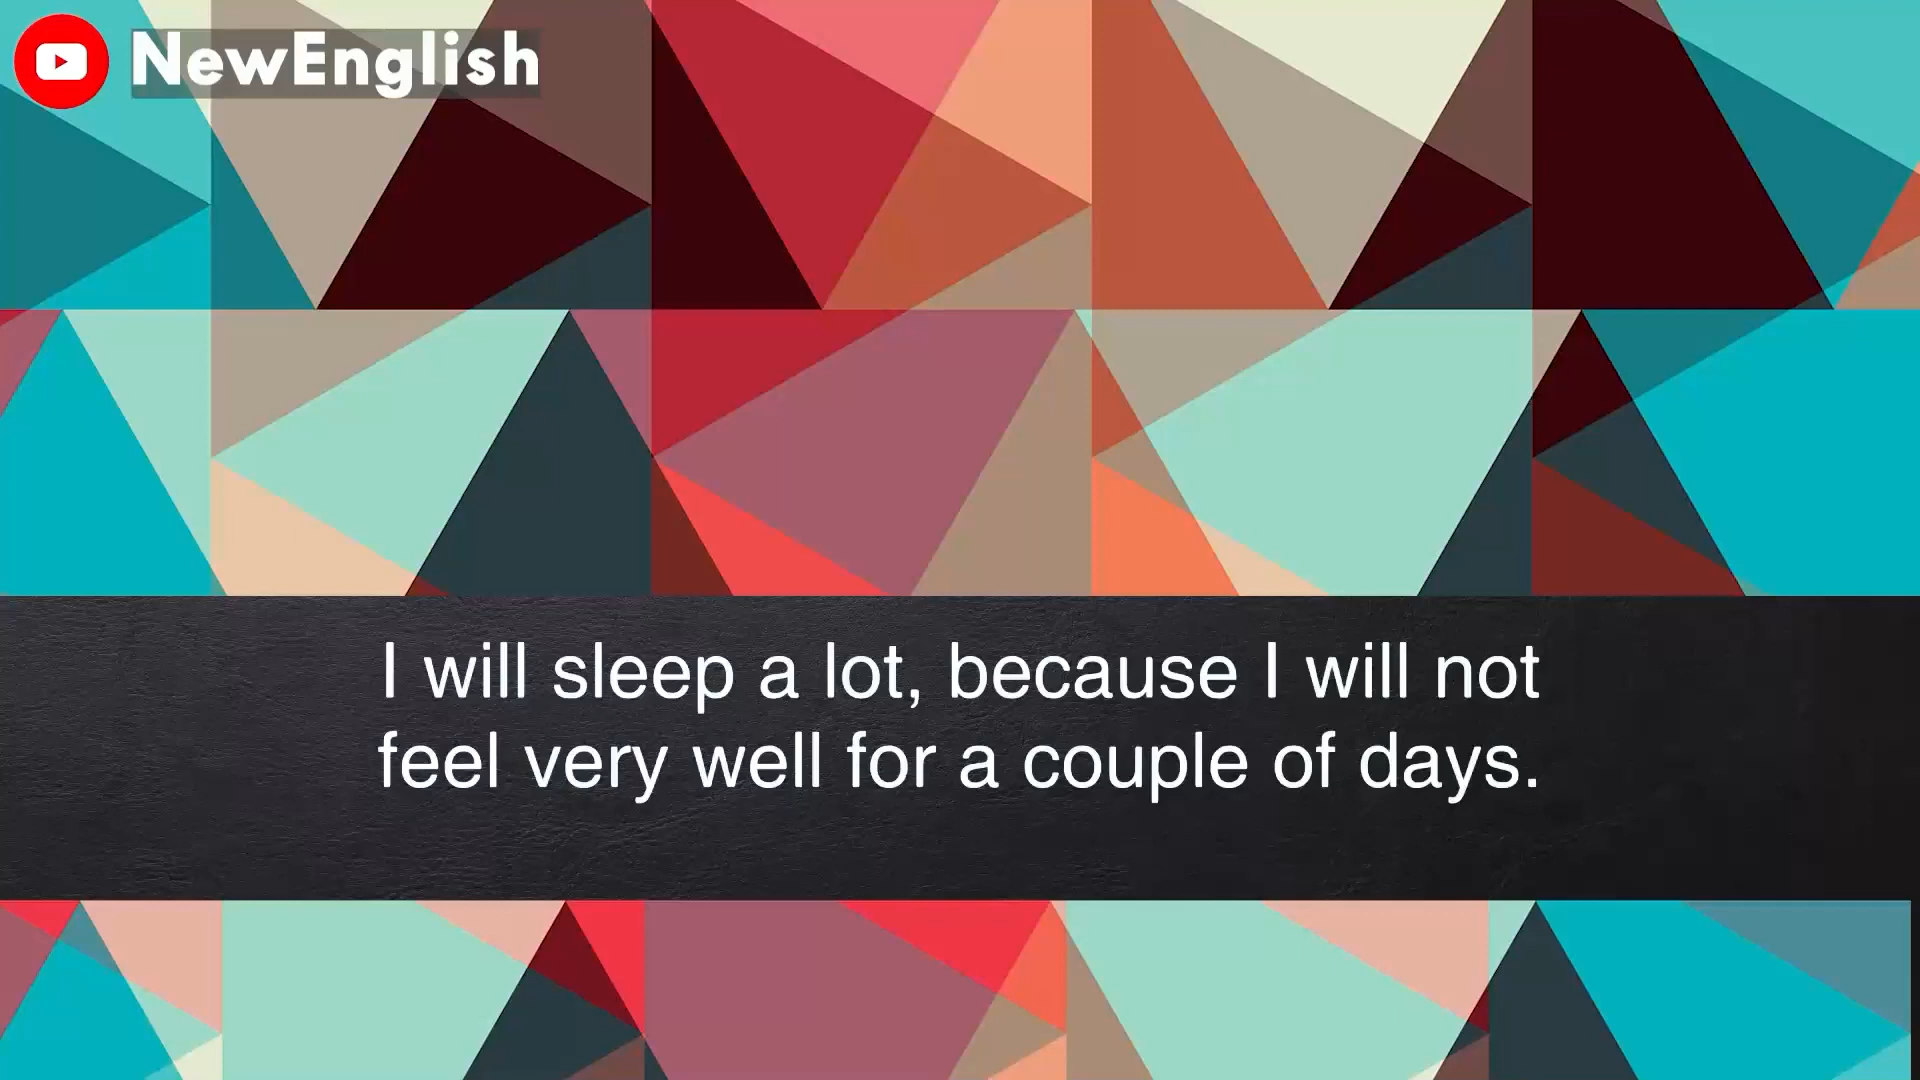 NewEnglish
I will sleep a lot, because I will not
feel very well for a couple of days.